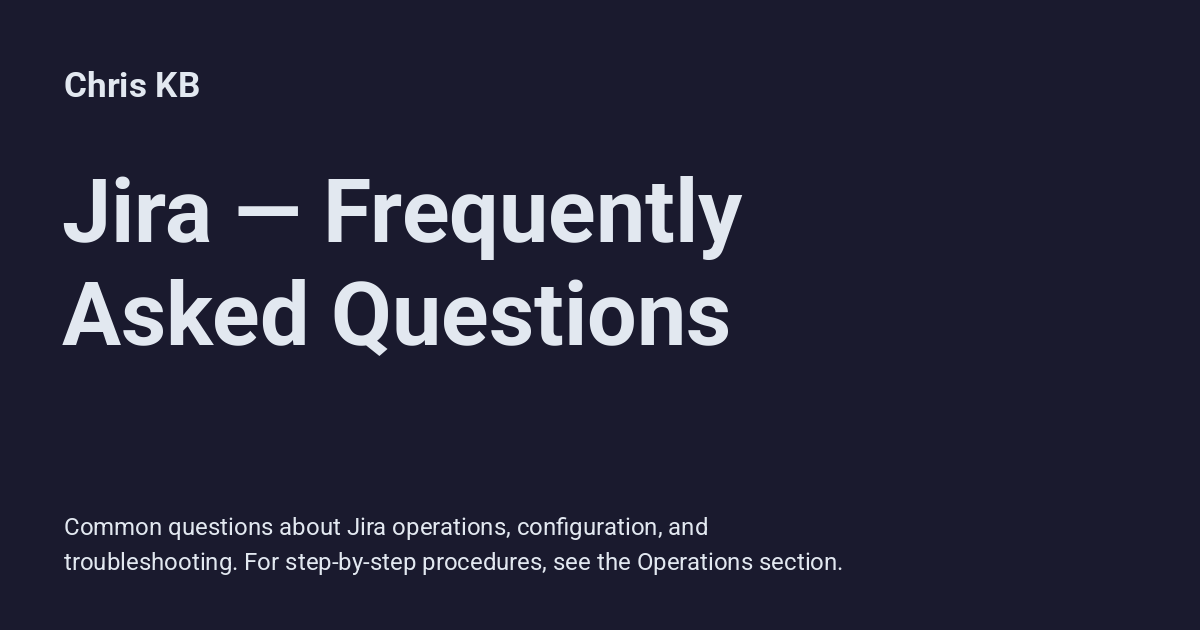 Chris KB
Jira — Frequently
Asked Questions
Common questions about Jira operations, configuration, and
troubleshooting. For step-by-step procedures, see the Operations section.